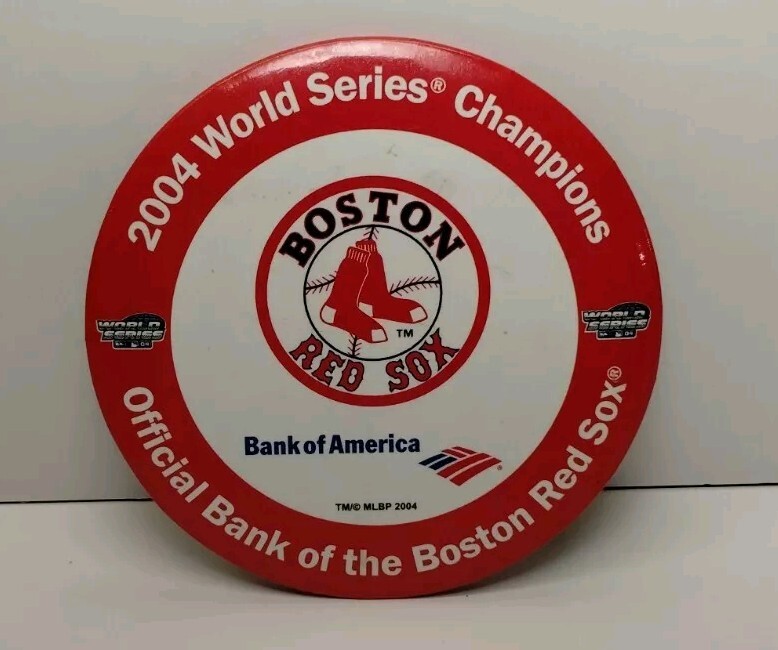 2004 World Series® Champions
BOSTON
RED SOX
TM
WORLD
SERIES
WORLD
SERIES
Bank of America
®
TM/© MLBP 2004
Official Bank of the Boston Red Sox®